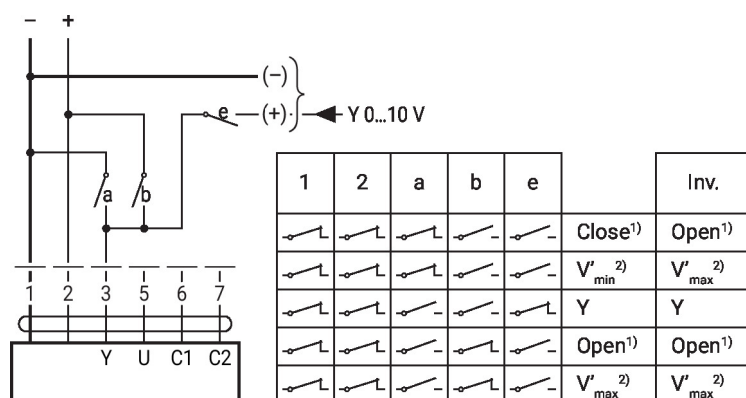 − +
(−)
e (+) Y 0...10 V
a b
1 2 3 5 6 7
Y U C1 C2
1 2 a b e Inv.
Close1) Open1)
V'min2) V'max2)
Y Y
Open1) Open1)
V'max2) V'max2)